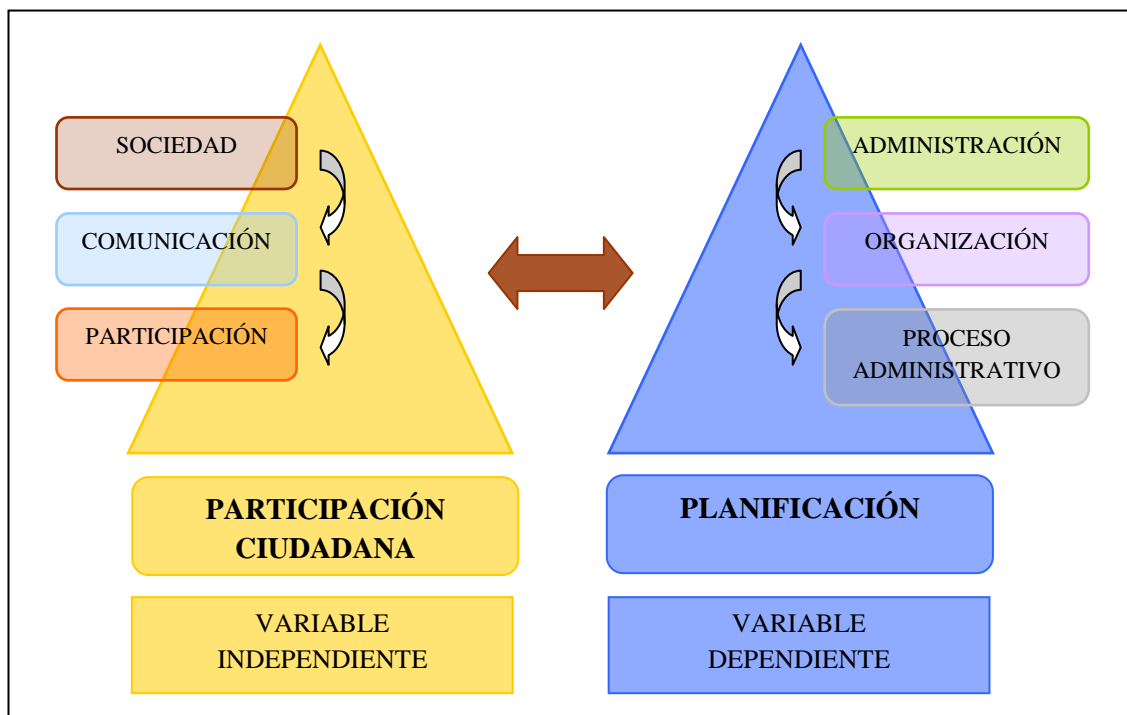 SOCIEDAD
COMUNICACIÓN
PARTICIPACIÓN
PARTICIPACIÓN
CIUDADANA
VARIABLE
INDEPENDIENTE
ADMINISTRACIÓN
ORGANIZACIÓN
PROCESO
ADMINISTRATIVO
PLANIFICACIÓN
VARIABLE
DEPENDIENTE